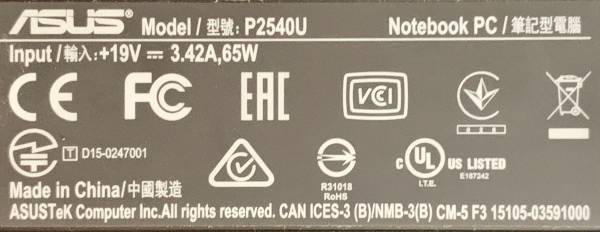 ASUS Model / 型號: P2540U Notebook PC / 筆記型電腦
Input / 輸入: +19V ⎓ 3.42A, 65W
CE FC EAC VCI
T D15-0247001 R31018 RoHS c UL US LISTED I.T.E. E187242
Made in China/中國製造
ASUSTeK Computer Inc.All rights reserved. CAN ICES-3 (B)/NMB-3(B) CM-5 F3 15105-03591000